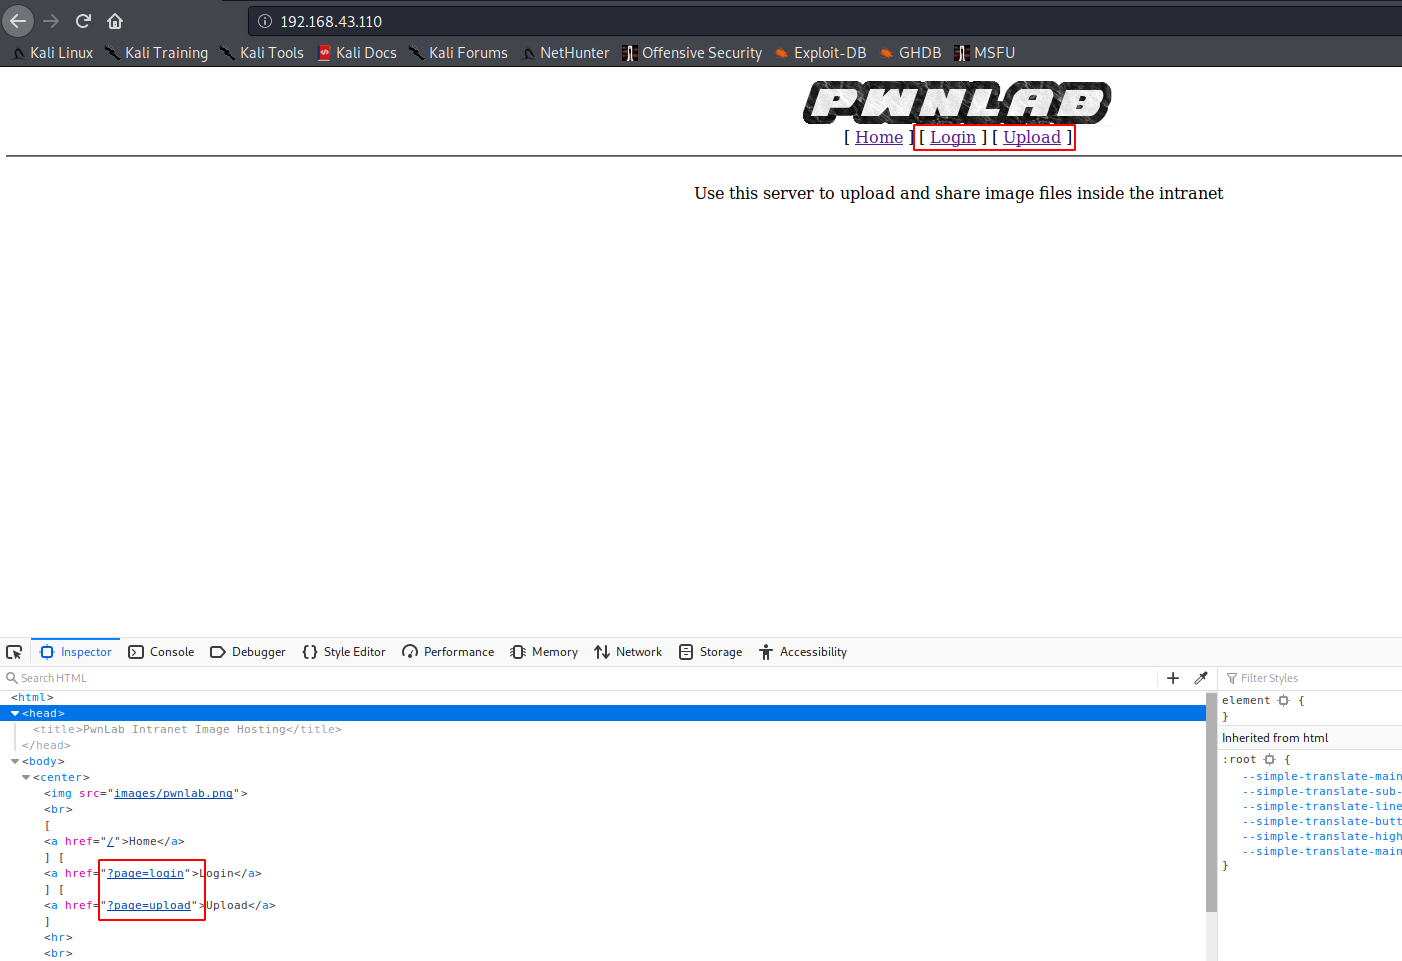 192.168.43.110
Kali Linux Kali Training Kali Tools Kali Docs Kali Forums NetHunter Offensive Security Exploit-DB GHDB MSFU
PWNLAB
[ Home ] [ Login ] [ Upload ]
Use this server to upload and share image files inside the intranet
Inspector Console Debugger {} Style Editor Performance Memory Network Storage Accessibility
Search HTML + Filter Styles
<html>
<head>
<title>PwnLab Intranet Image Hosting</title>
</head>
<body>
<center>
<img src="images/pwnlab.png">
<br>
[
<a href="/">Home</a>
] [
<a href="?page=login">Login</a>
] [
<a href="?page=upload">Upload</a>
]
<hr>
<br>
element {
}
Inherited from html
:root {
--simple-translate-main
--simple-translate-sub-
--simple-translate-line
--simple-translate-butt
--simple-translate-high
--simple-translate-main
}